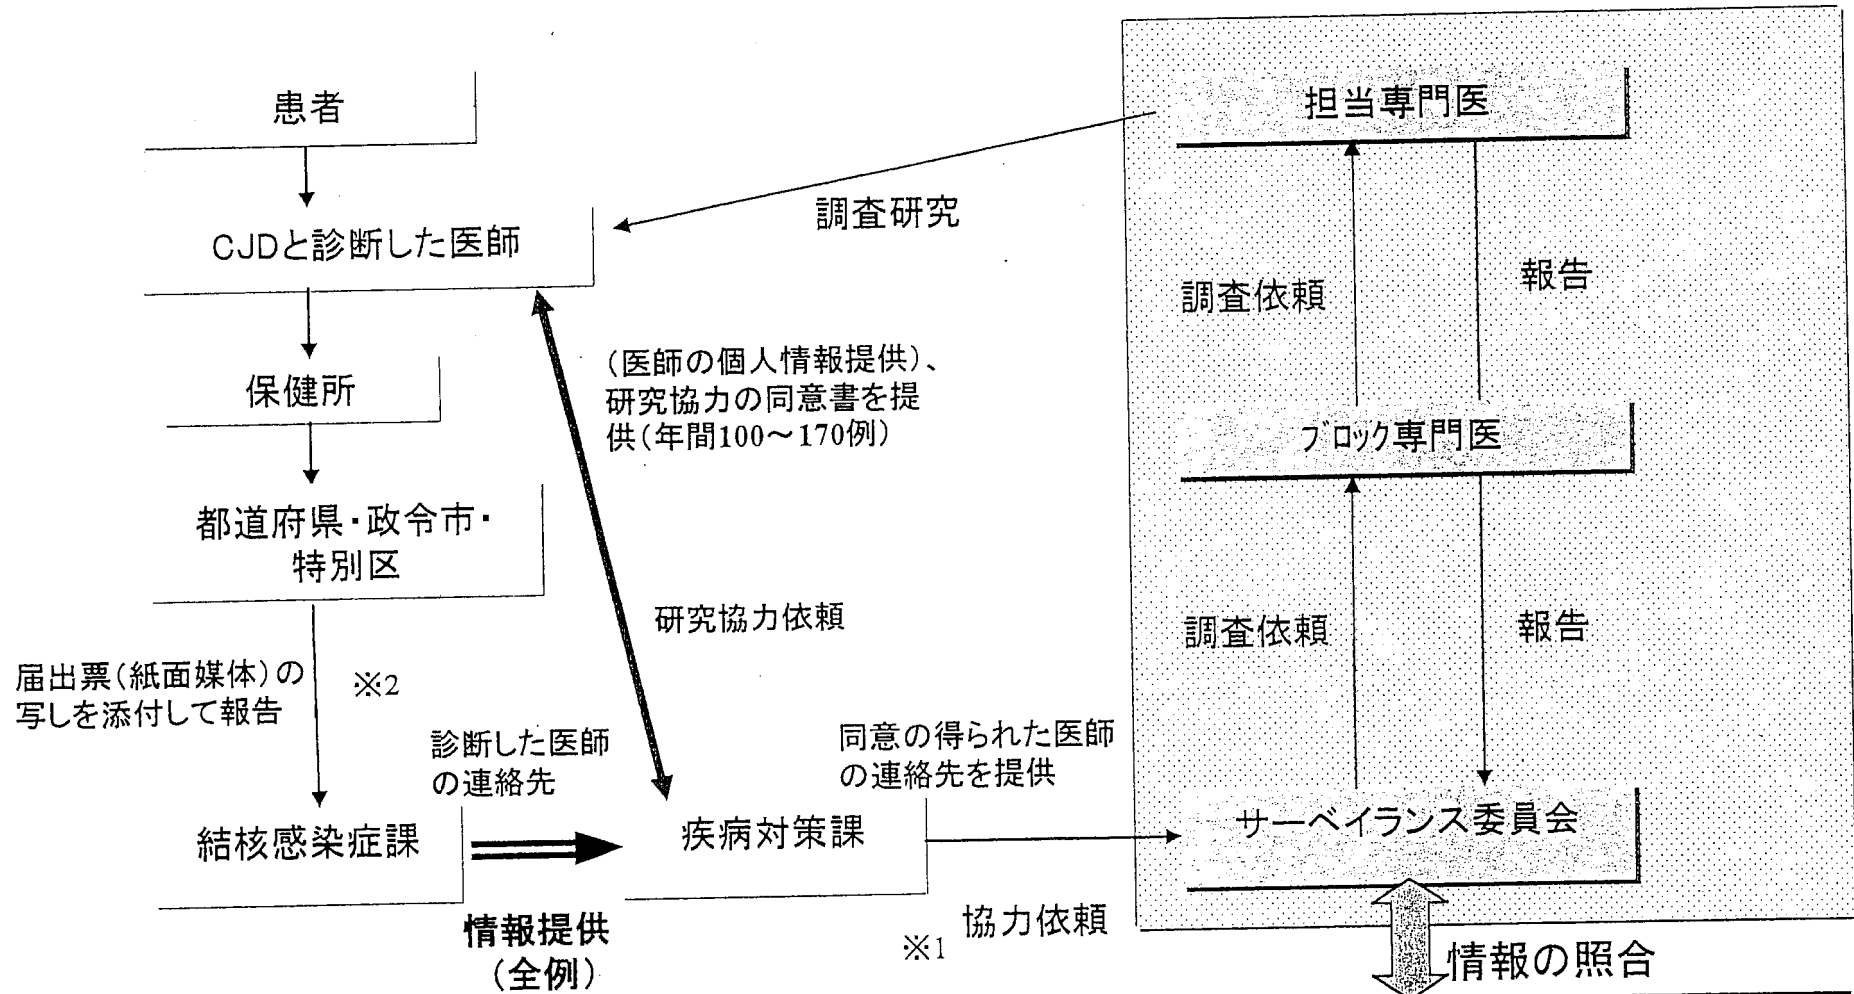 患者
CJDと診断した医師
保健所
都道府県・政令市・
特別区
届出票(紙面媒体)の
写しを添付して報告
※2
結核感染症課
診断した医師
の連絡先
情報提供
(全例)
(医師の個人情報提供)、
研究協力の同意書を提
供(年間100～170例)
研究協力依頼
疾病対策課
同意の得られた医師
の連絡先を提供
※1
協力依頼
調査研究
担当専門医
調査依頼
報告
ブロック専門医
調査依頼
報告
サーベイランス委員会
情報の照合